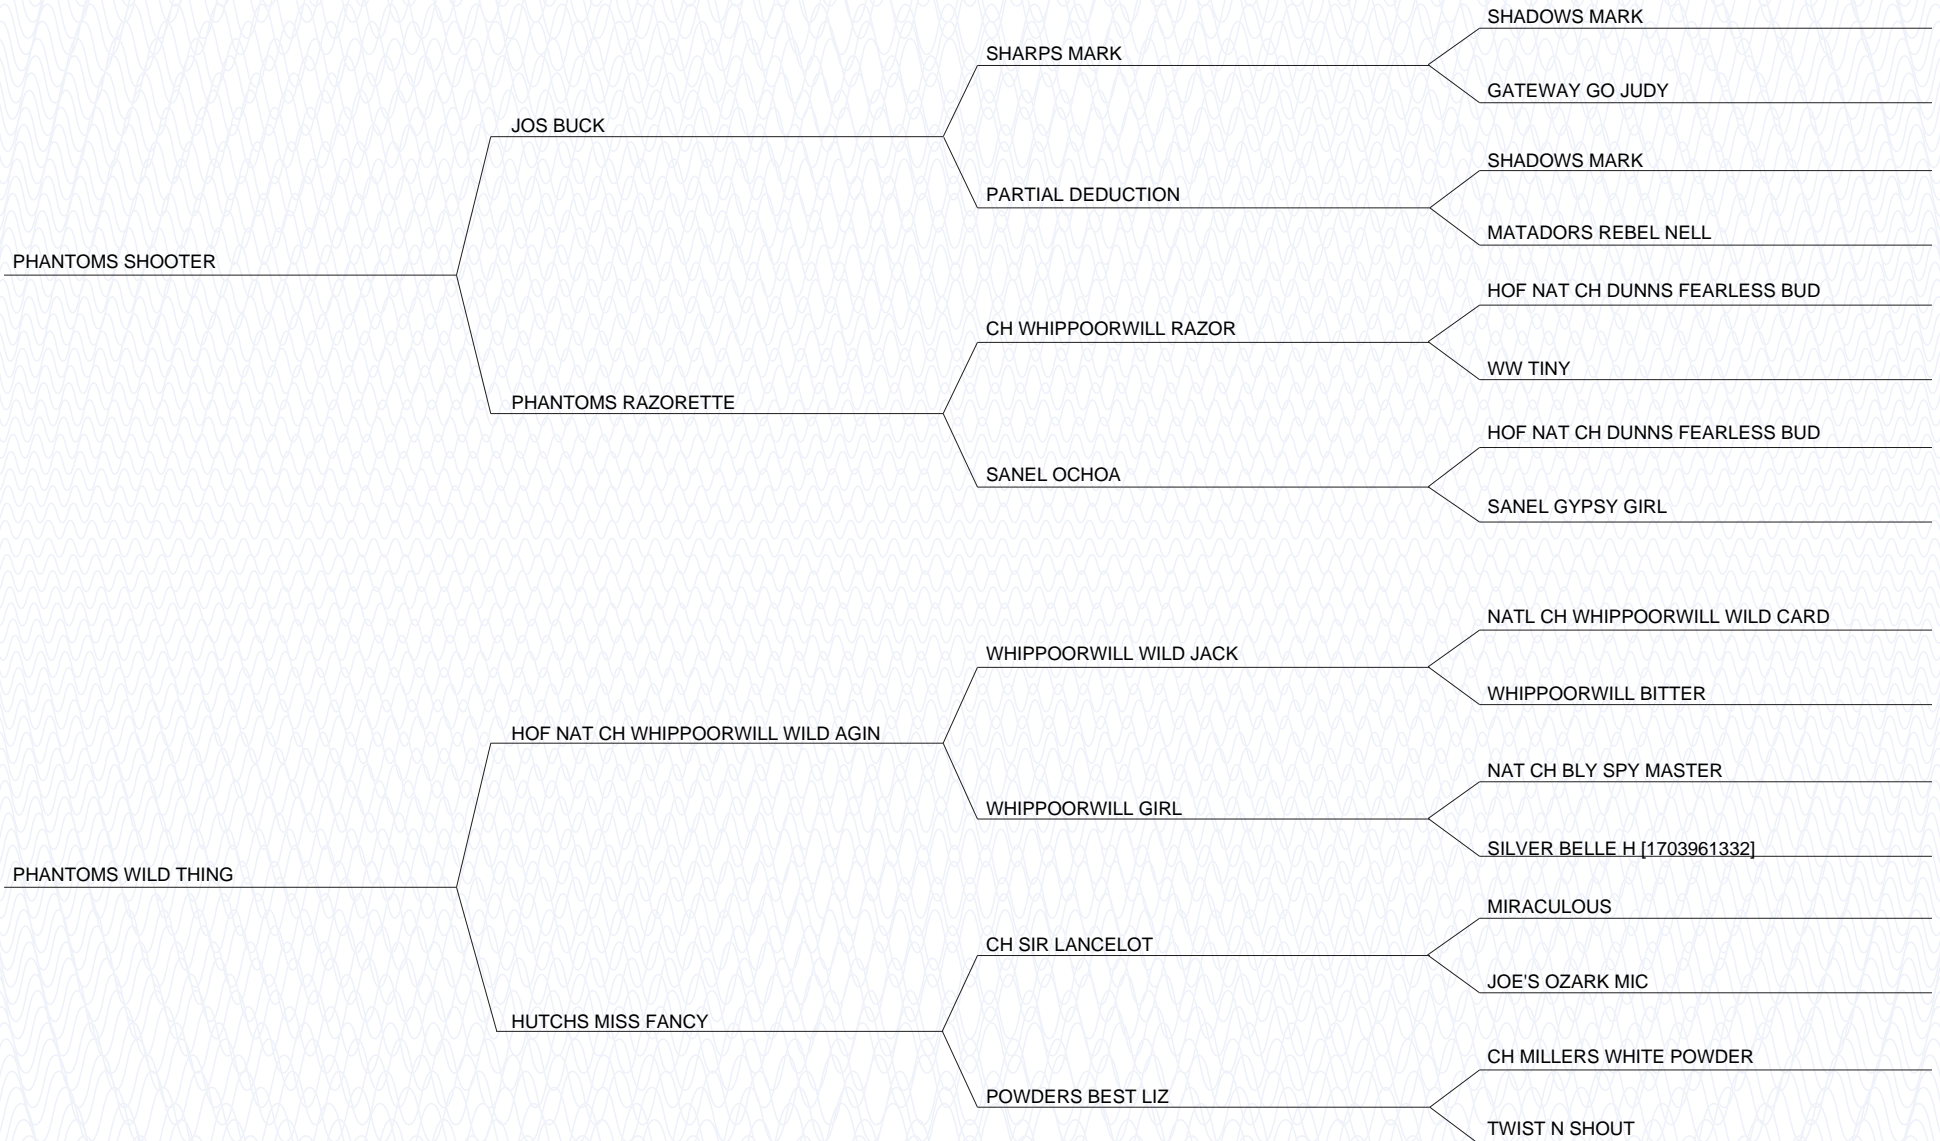 SHADOWS MARK
SHARPS MARK
GATEWAY GO JUDY
JOS BUCK
SHADOWS MARK
PARTIAL DEDUCTION
MATADORS REBEL NELL
PHANTOMS SHOOTER
HOF NAT CH DUNNS FEARLESS BUD
CH WHIPPOORWILL RAZOR
WW TINY
PHANTOMS RAZORETTE
HOF NAT CH DUNNS FEARLESS BUD
SANEL OCHOA
SANEL GYPSY GIRL
NATL CH WHIPPOORWILL WILD CARD
WHIPPOORWILL WILD JACK
WHIPPOORWILL BITTER
HOF NAT CH WHIPPOORWILL WILD AGIN
NAT CH BLY SPY MASTER
WHIPPOORWILL GIRL
SILVER BELLE H [1703961332]
PHANTOMS WILD THING
MIRACULOUS
CH SIR LANCELOT
JOE'S OZARK MIC
HUTCHS MISS FANCY
CH MILLERS WHITE POWDER
POWDERS BEST LIZ
TWIST N SHOUT